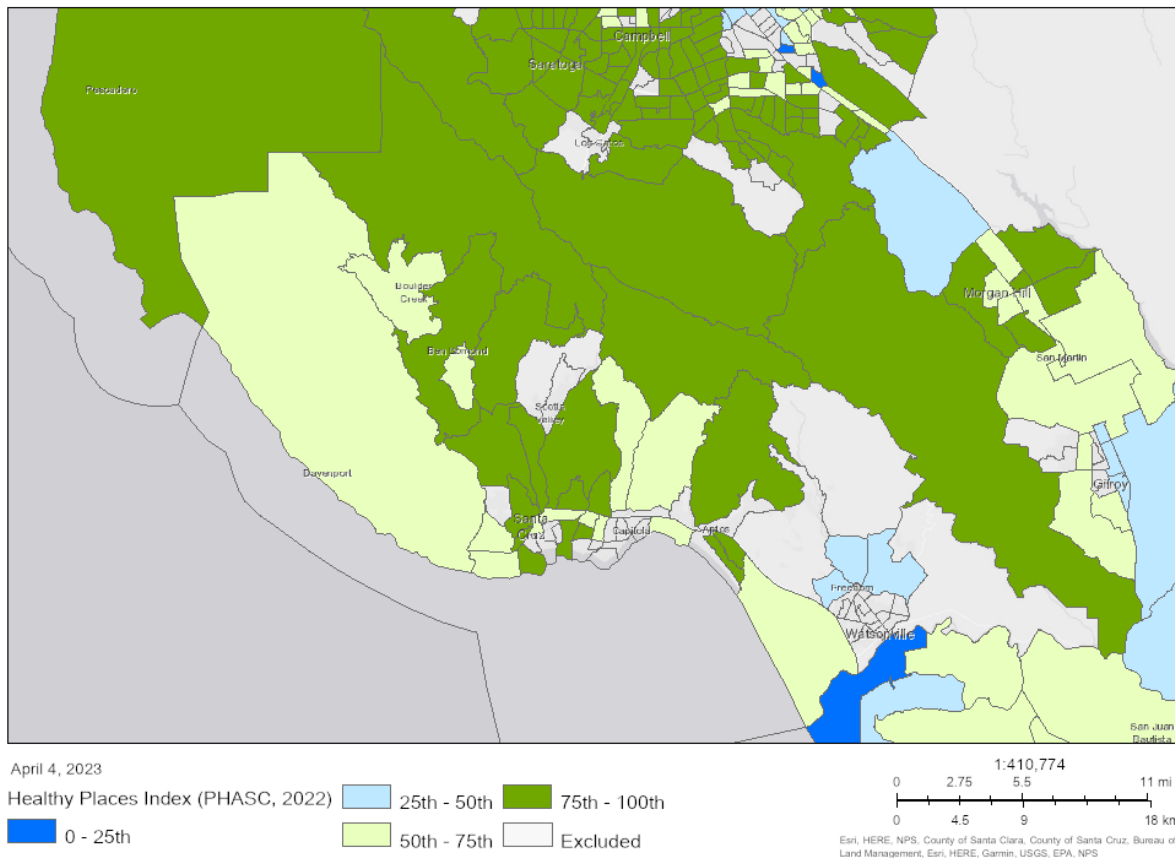 Campbell
Saratoga
Pescadero
Los Gatos
Morgan Hill
Boulder
Creek
Ben Lomond
San Martin
Scotts
Valley
Davenport
Gilroy
Santa
Cruz
Capitola
Aptos
Freedom
Watsonville
San Juan
Bautista
April 4, 2023
Healthy Places Index (PHASC, 2022)
0 - 25th
25th - 50th
50th - 75th
75th - 100th
Excluded
1:410,774
0 2.75 5.5 11 mi
0 4.5 9 18 km
Esri, HERE, NPS, County of Santa Clara, County of Santa Cruz, Bureau of
Land Management, Esri, HERE, Garmin, USGS, EPA, NPS